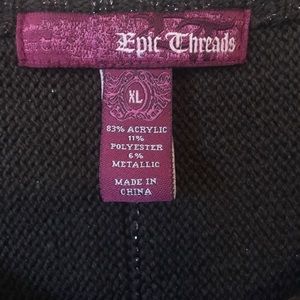 Epic Threads
XL
83% ACRYLIC
11%
POLYESTER
6%
METALLIC
MADE IN
CHINA